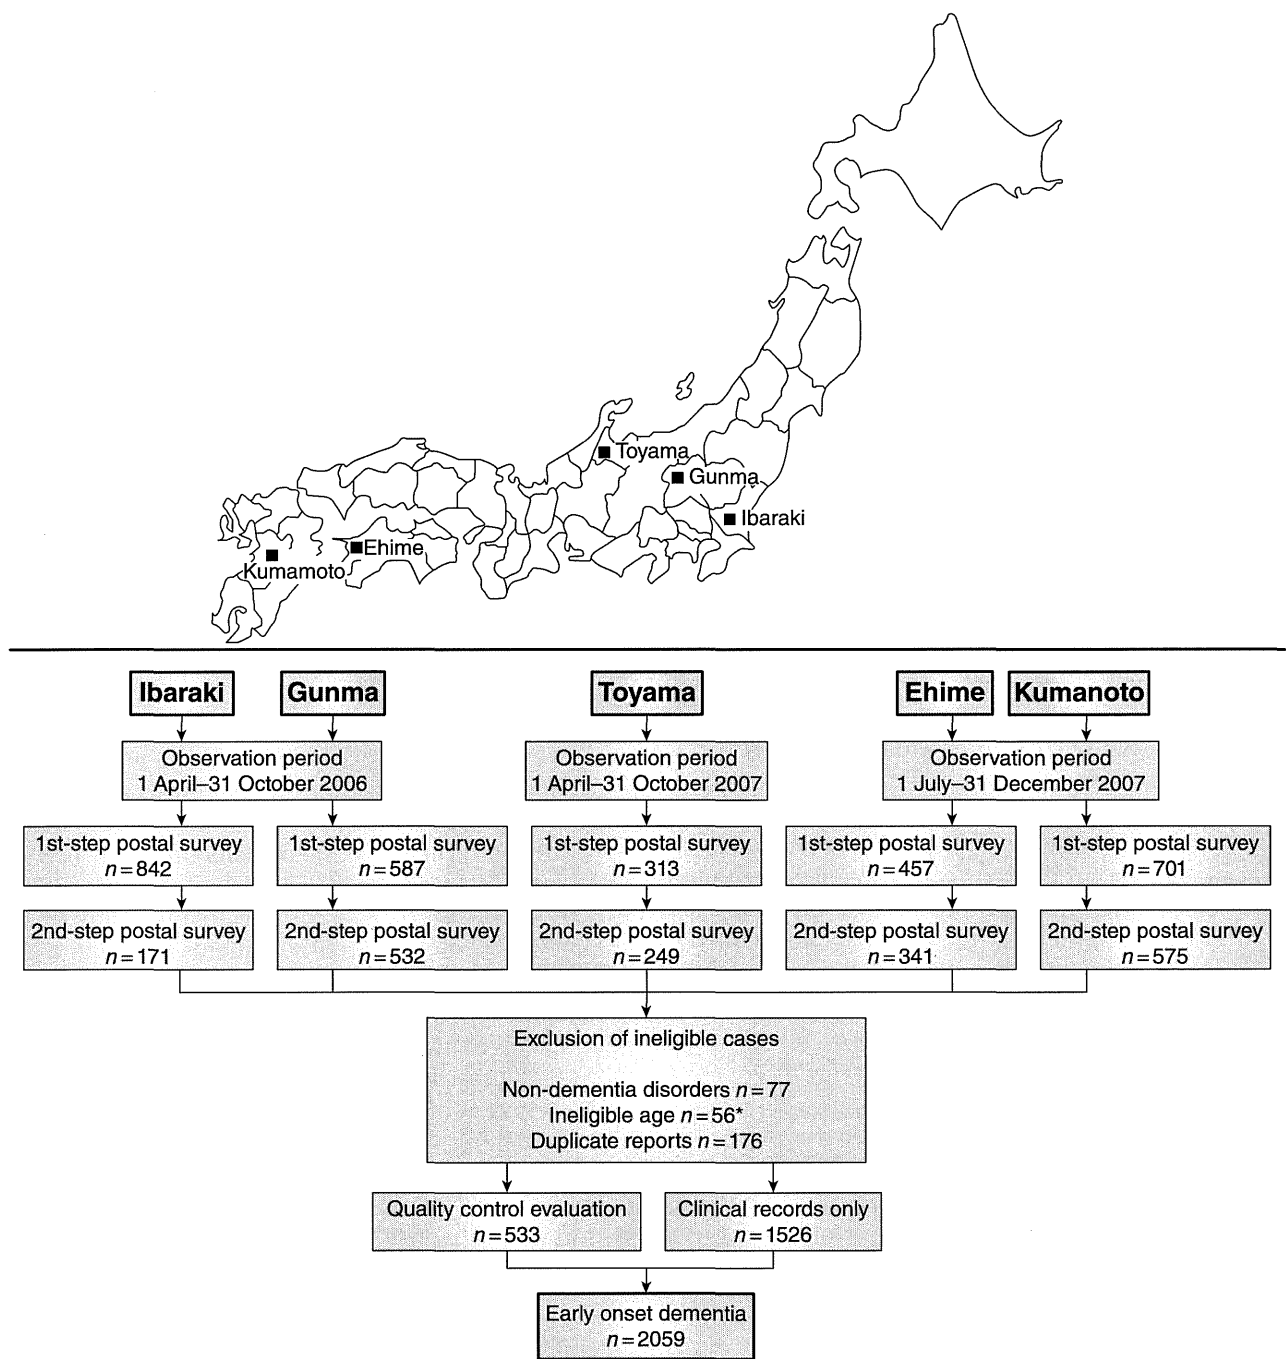 Toyama
Gunma
Ibaraki
Ehime
Kumamoto
Ibaraki
Gunma
Toyama
Ehime
Kumanoto
Observation period
1 April–31 October 2006
Observation period
1 April–31 October 2007
Observation period
1 July–31 December 2007
1st-step postal survey
n=842
1st-step postal survey
n=587
1st-step postal survey
n=313
1st-step postal survey
n=457
1st-step postal survey
n=701
2nd-step postal survey
n=171
2nd-step postal survey
n=532
2nd-step postal survey
n=249
2nd-step postal survey
n=341
2nd-step postal survey
n=575
Exclusion of ineligible cases
Non-dementia disorders n=77
Ineligible age n=56*
Duplicate reports n=176
Quality control evaluation
n=533
Clinical records only
n=1526
Early onset dementia
n=2059